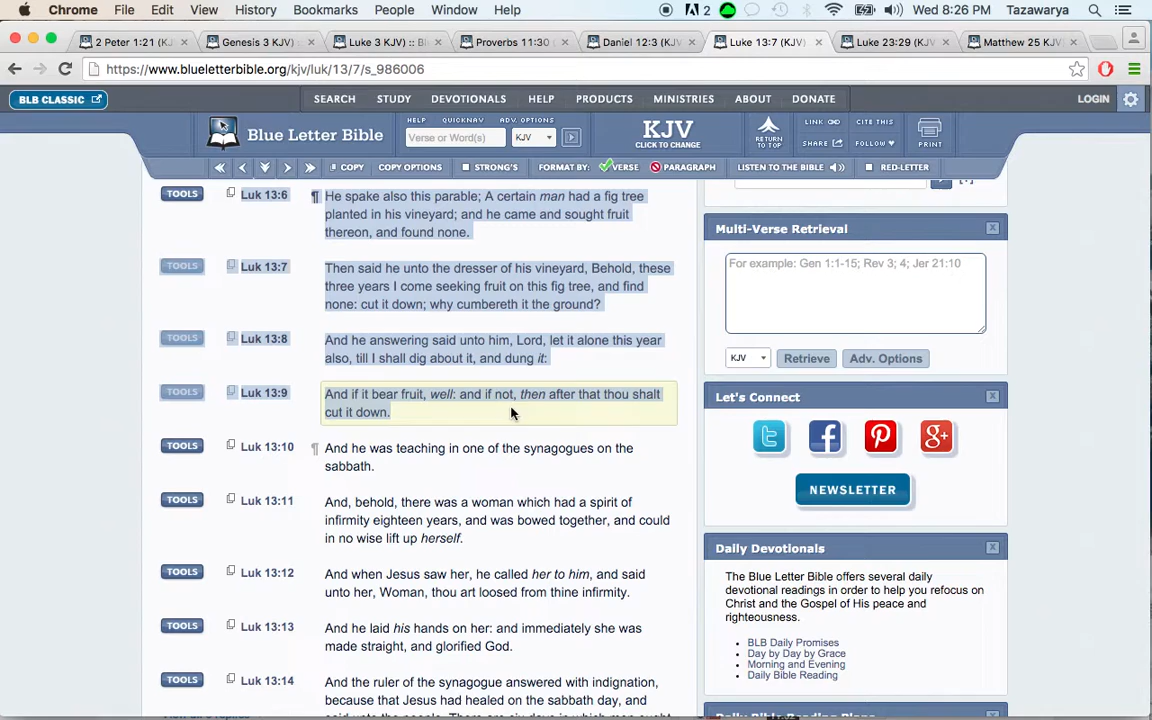 Chrome File Edit View History Bookmarks People Window Help 2 Wed 8:26 PM Tazawarya
2 Peter 1:21 (KJV) Genesis 3 KJV) :: Luke 3 KJV) :: Bl Proverbs 11:30 Daniel 12:3 (KJV) Luke 13:7 (KJV) Luke 23:29 (KJV) Matthew 25 KJV)
https://www.blueletterbible.org/kjv/luk/13/7/s_986006
BLB CLASSIC SEARCH STUDY DEVOTIONALS HELP PRODUCTS MINISTRIES ABOUT DONATE LOGIN
Blue Letter Bible
HELP QUICKNAV ADV. OPTIONS
Verse or Word(s) KJV
KJV
CLICK TO CHANGE
RETURN TO TOP
LINK CITE THIS
SHARE FOLLOW
PRINT
COPY COPY OPTIONS STRONG'S FORMAT BY: VERSE PARAGRAPH LISTEN TO THE BIBLE RED-LETTER
TOOLS Luk 13:6 ¶ He spake also this parable; A certain man had a fig tree
planted in his vineyard; and he came and sought fruit
thereon, and found none.
TOOLS Luk 13:7 Then said he unto the dresser of his vineyard, Behold, these
three years I come seeking fruit on this fig tree, and find
none: cut it down; why cumbereth it the ground?
TOOLS Luk 13:8 And he answering said unto him, Lord, let it alone this year
also, till I shall dig about it, and dung it:
TOOLS Luk 13:9 And if it bear fruit, well: and if not, then after that thou shalt
cut it down.
TOOLS Luk 13:10 ¶ And he was teaching in one of the synagogues on the
sabbath.
TOOLS Luk 13:11 And, behold, there was a woman which had a spirit of
infirmity eighteen years, and was bowed together, and could
in no wise lift up herself.
TOOLS Luk 13:12 And when Jesus saw her, he called her to him, and said
unto her, Woman, thou art loosed from thine infirmity.
TOOLS Luk 13:13 And he laid his hands on her: and immediately she was
made straight, and glorified God.
TOOLS Luk 13:14 And the ruler of the synagogue answered with indignation,
because that Jesus had healed on the sabbath day, and
Multi-Verse Retrieval
For example: Gen 1:1-15; Rev 3; 4; Jer 21:10
KJV Retrieve Adv. Options
Let's Connect
NEWSLETTER
Daily Devotionals
The Blue Letter Bible offers several daily
devotional readings in order to help you refocus on
Christ and the Gospel of His peace and
righteousness.
BLB Daily Promises
Day by Day by Grace
Morning and Evening
Daily Bible Reading